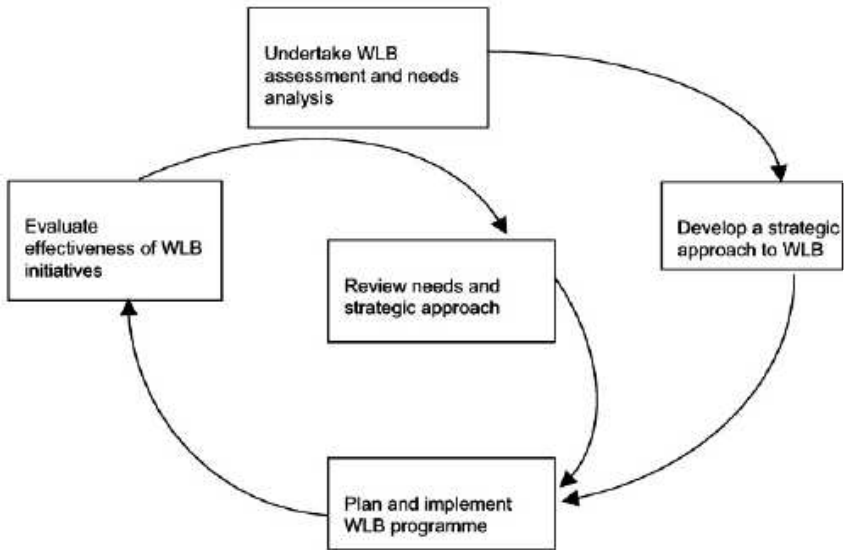 Undertake WLB
assessment and needs
analysis
Evaluate
effectiveness of WLB
initiatives
Develop a strategic
approach to WLB
Review needs and
strategic approach
Plan and implement
WLB programme